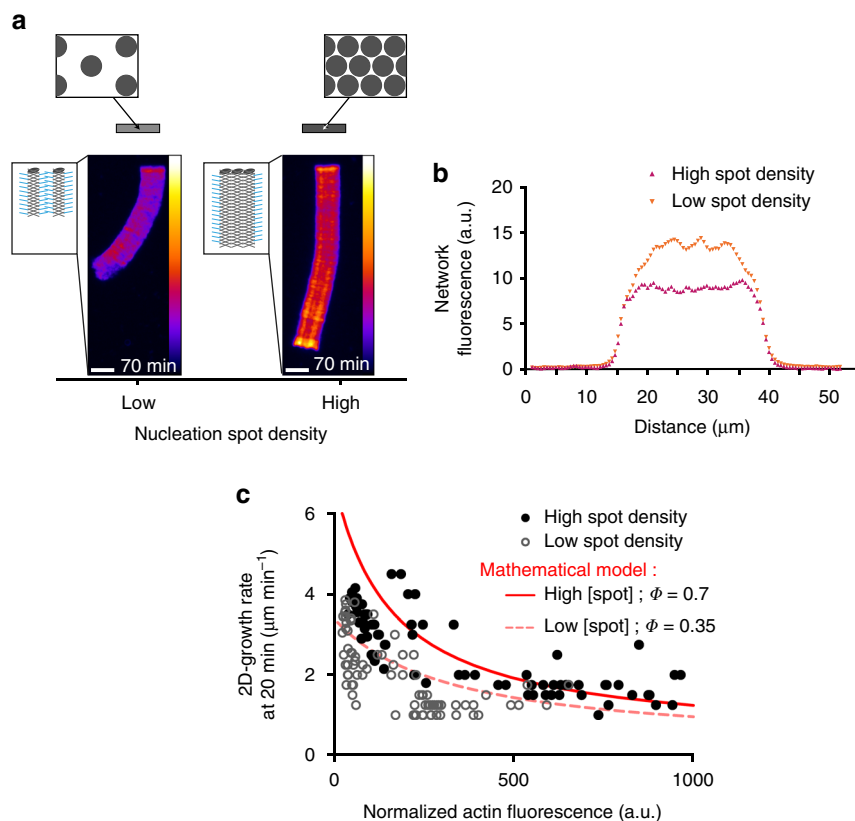 a
70 min
70 min
Low
High
Nucleation spot density
b
High spot density
Low spot density
20
15
10
5
0
Network
fluorescence (a.u.)
0 10 20 30 40 50
Distance (μm)
c
6
4
2
0
2D-growth rate
at 20 min (μm min−1)
High spot density
Low spot density
Mathematical model :
High [spot] ; Φ = 0.7
Low [spot] ; Φ = 0.35
0 500 1000
Normalized actin fluorescence (a.u.)